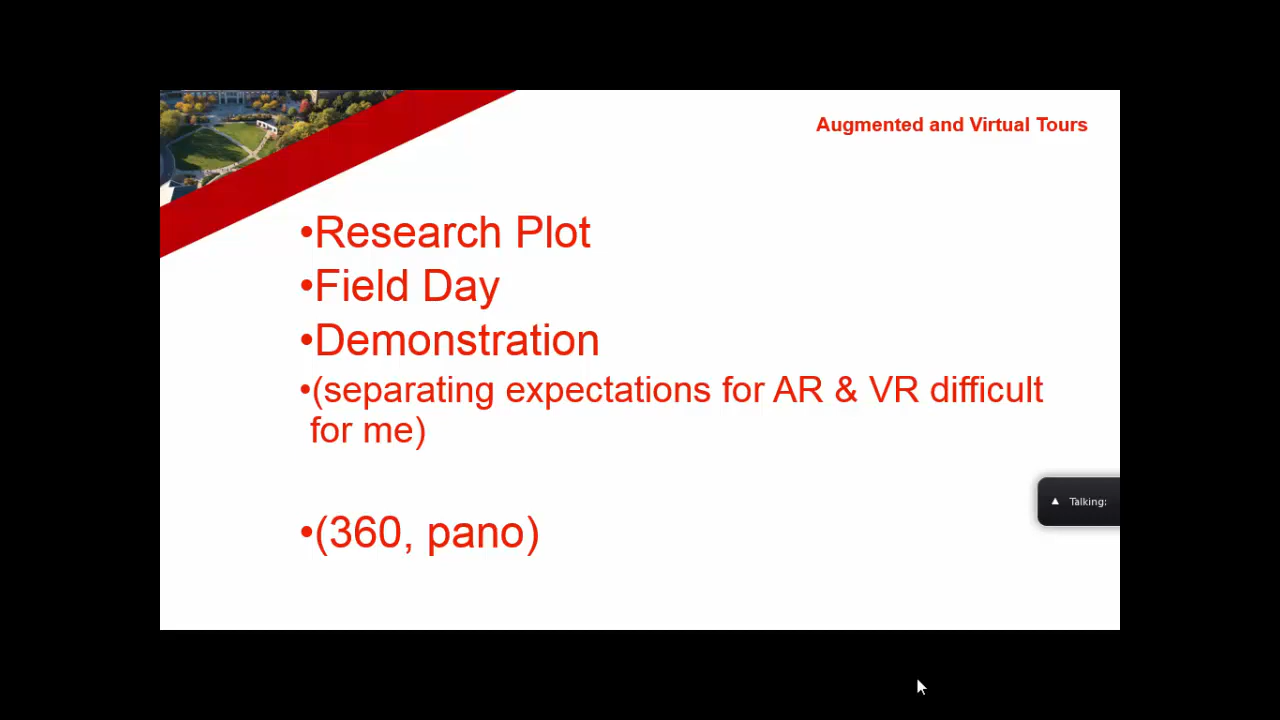 Augmented and Virtual Tours
•Research Plot
•Field Day
•Demonstration
•(separating expectations for AR & VR difficult
for me)
Talking:
•(360, pano)